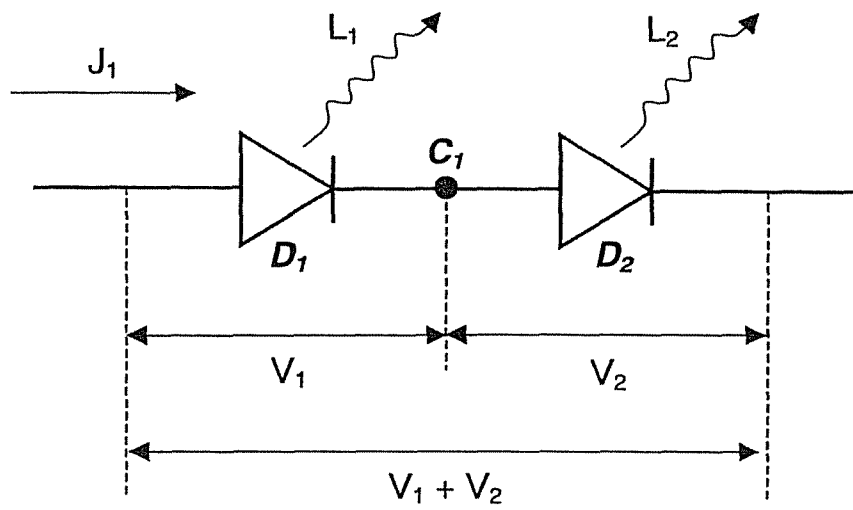 L₁ L₂
J₁
C₁
D₁ D₂
V₁ V₂
V₁ + V₂